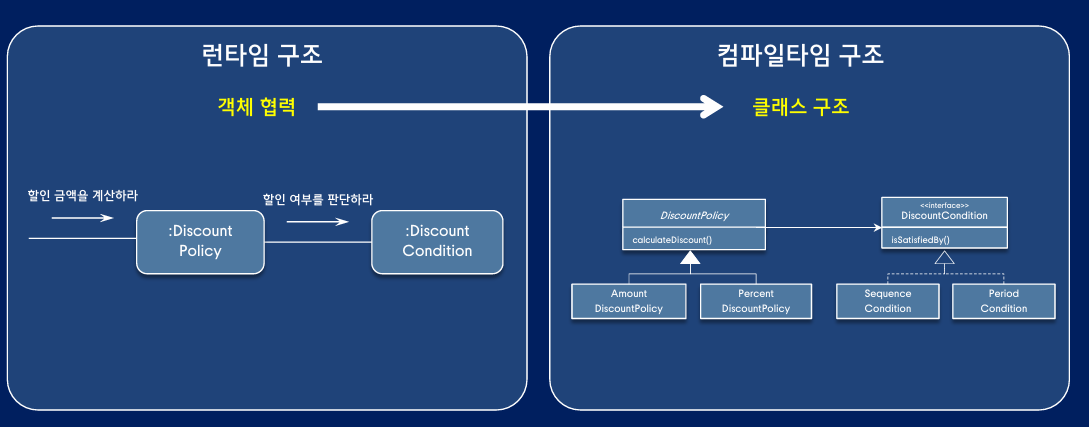 런타임 구조
객체 협력
할인 금액을 계산하라
할인 여부를 판단하라
:Discount
Policy
:Discount
Condition
컴파일타임 구조
클래스 구조
DiscountPolicy
calculateDiscount()
<<interface>>
DiscountCondition
isSatisfiedBy()
Amount
DiscountPolicy
Percent
DiscountPolicy
Sequence
Condition
Period
Condition